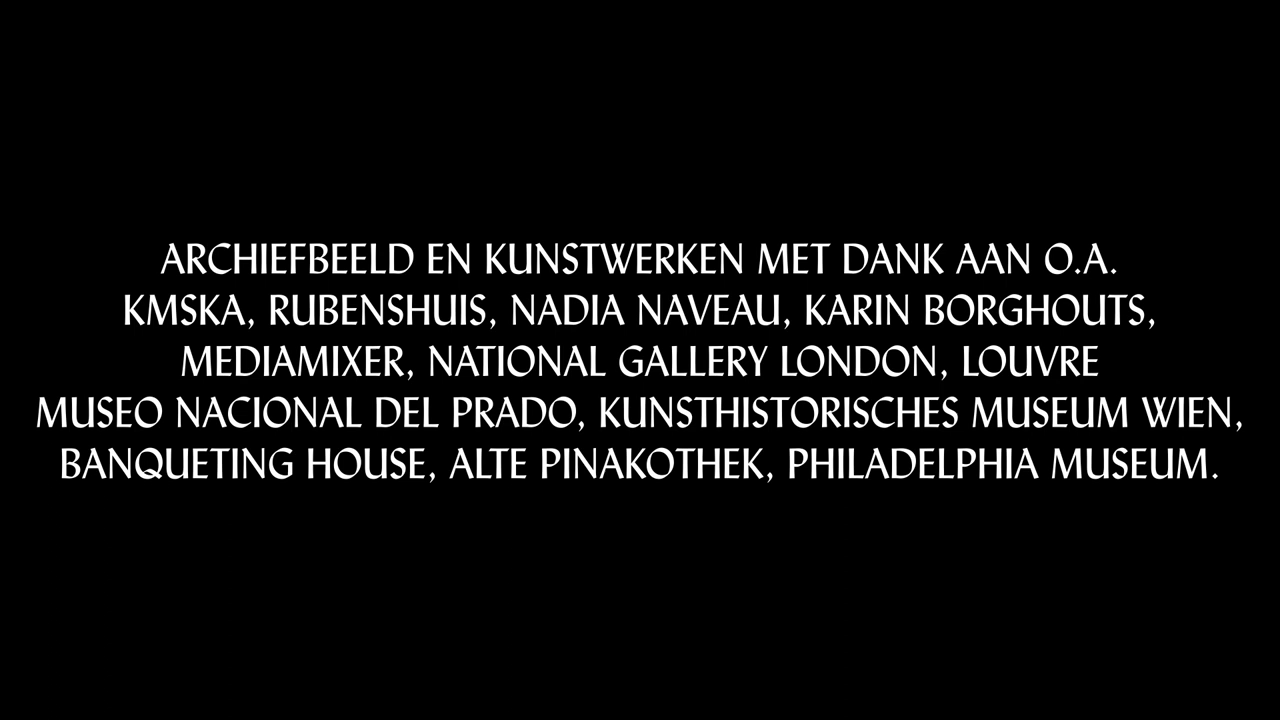 ARCHIEFBEELD EN KUNSTWERKEN MET DANK AAN O.A.
KMSKA, RUBENSHUIS, NADIA NAVEAU, KARIN BORGHOUTS,
MEDIAMIXER, NATIONAL GALLERY LONDON, LOUVRE
MUSEO NACIONAL DEL PRADO, KUNSTHISTORISCHES MUSEUM WIEN,
BANQUETING HOUSE, ALTE PINAKOTHEK, PHILADELPHIA MUSEUM.